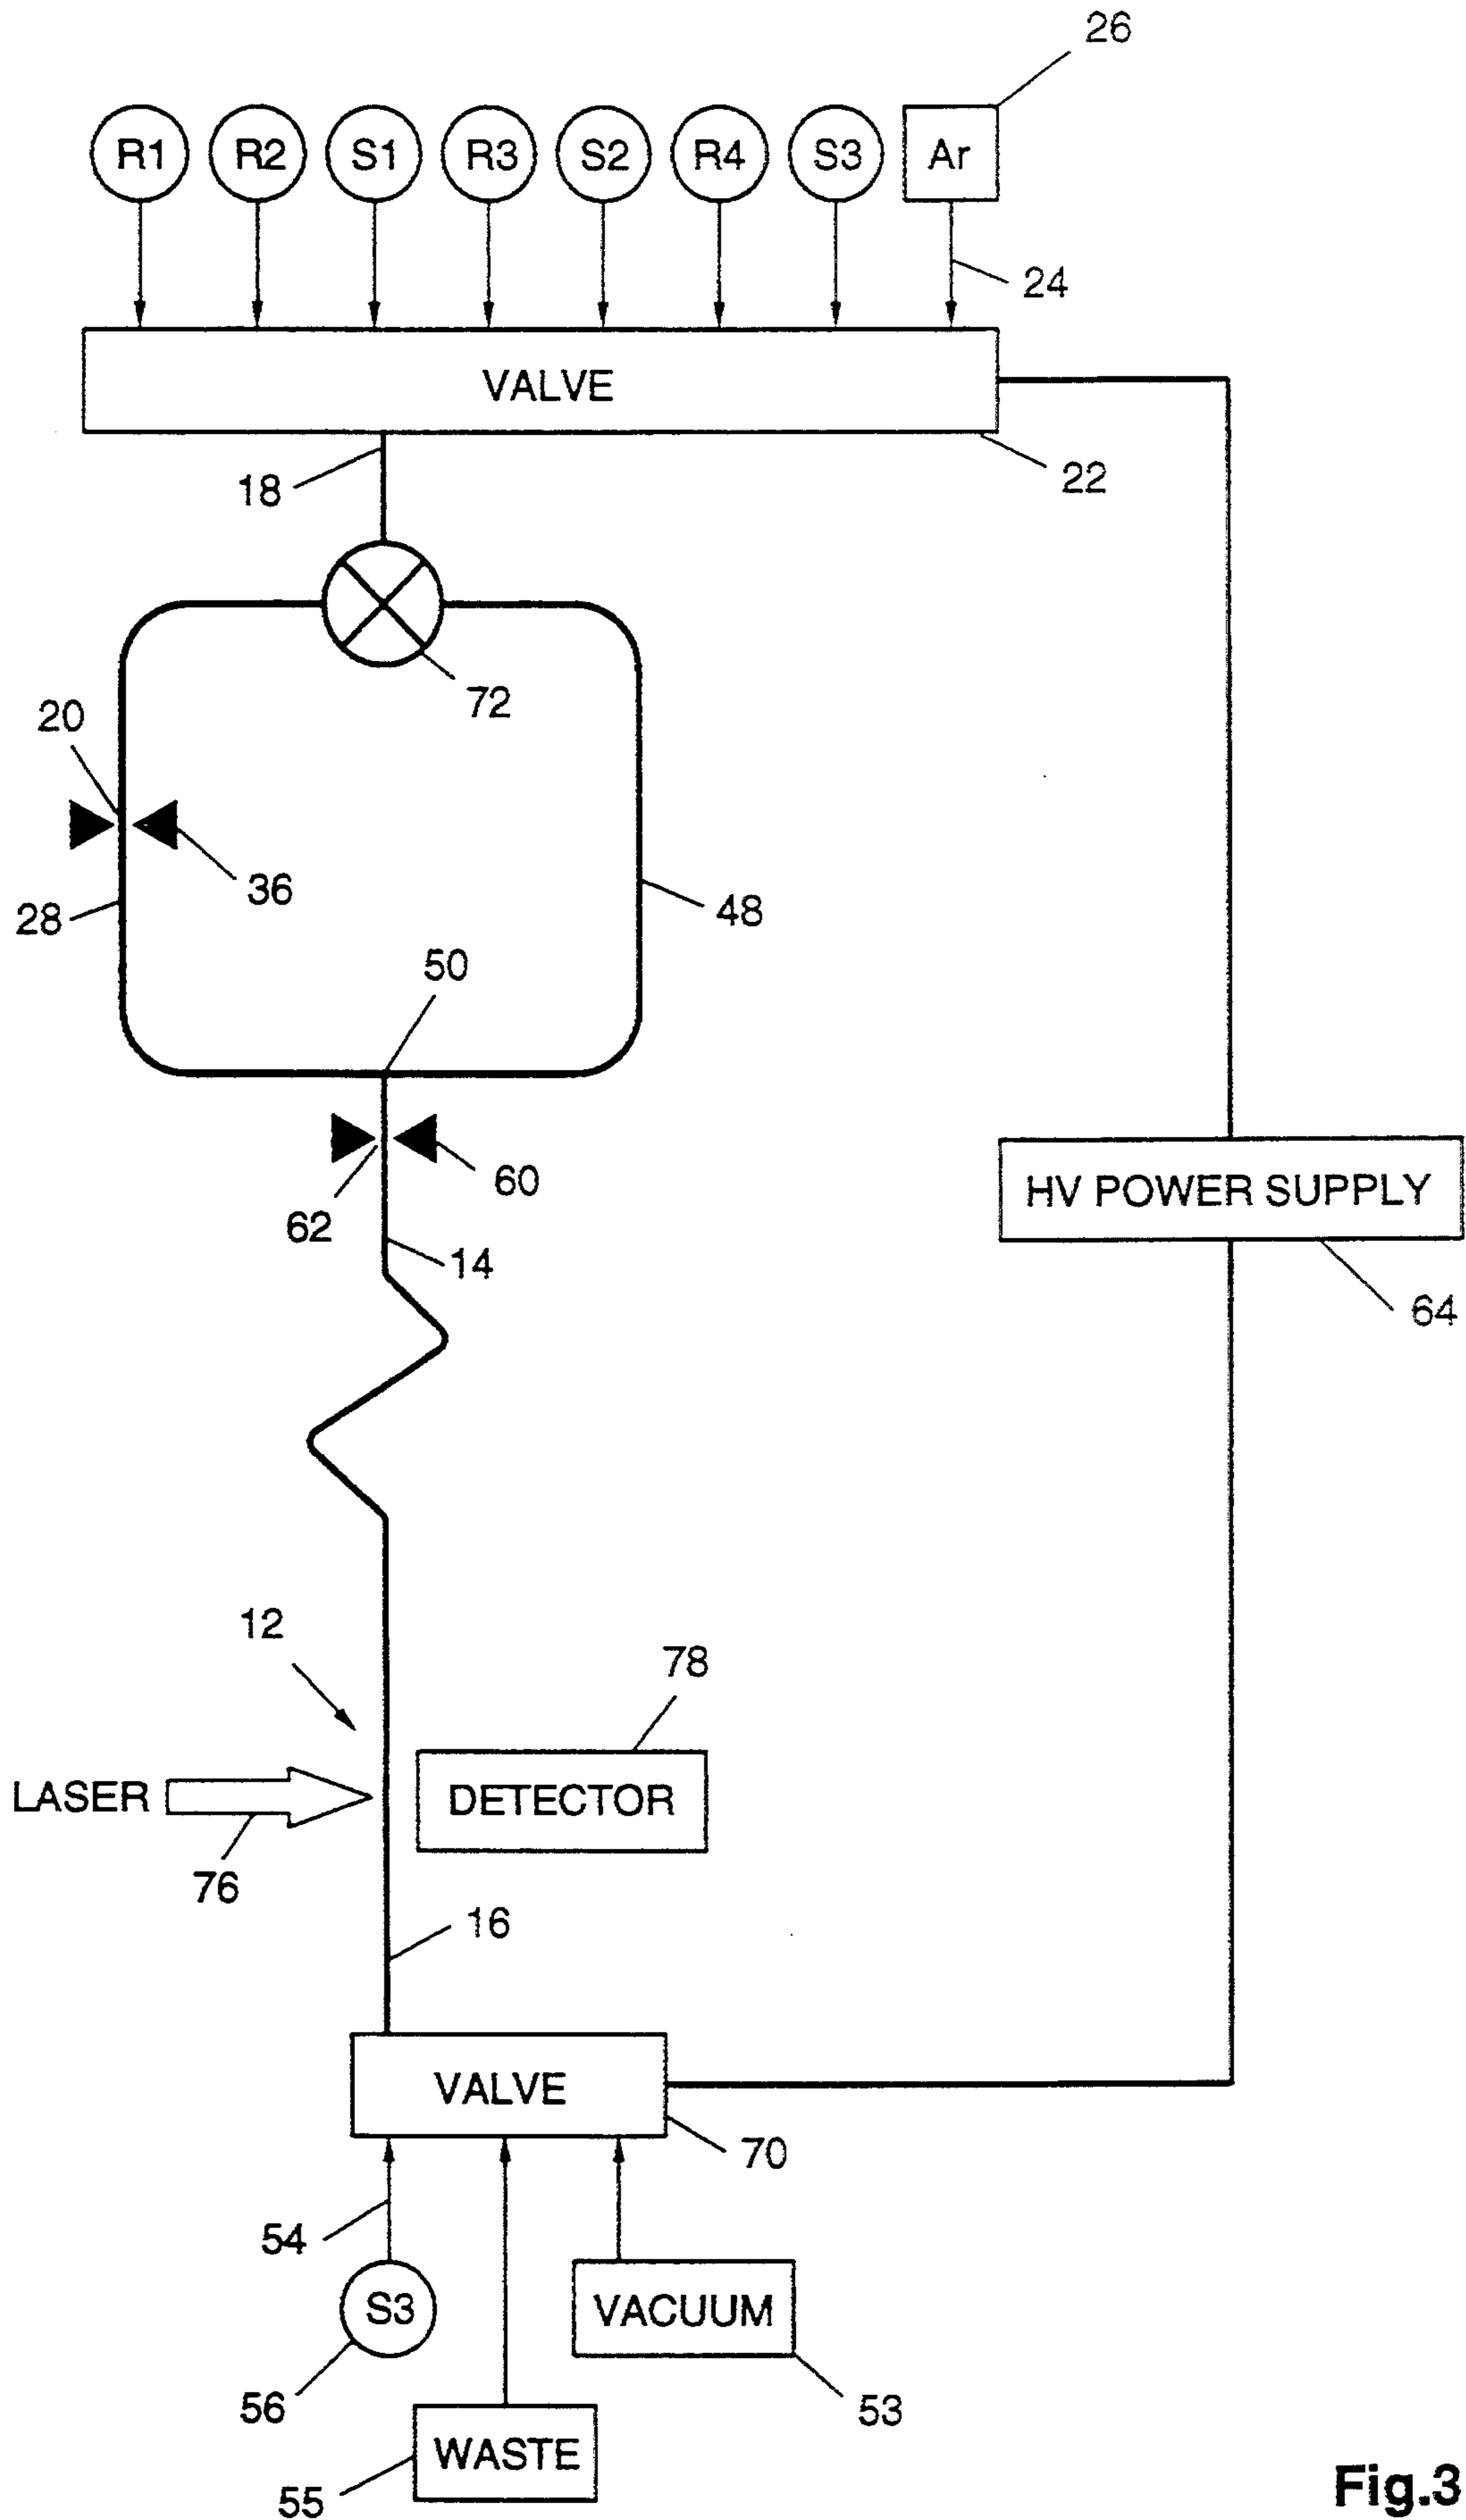 26
R1 R2 S1 R3 S2 R4 S3 Ar
24
VALVE
18
22
72
20
36
28
48
50
60
62
14
HV POWER SUPPLY
64
12
78
LASER
DETECTOR
76
16
VALVE
70
54
S3
VACUUM
56
53
WASTE
55
Fig.3